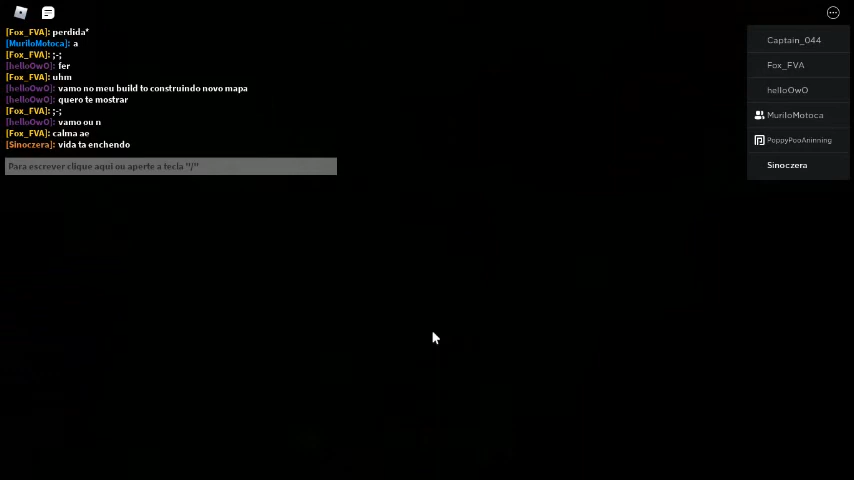 [Fox_FVA]: perdida*
[MuriloMotoca]: a
[Fox_FVA]: ;-;
[helloOwO]: fer
[Fox_FVA]: uhm
[helloOwO]: vamo no meu build to construindo novo mapa
[helloOwO]: quero te mostrar
[Fox_FVA]: ;-;
[helloOwO]: vamo ou n
[Fox_FVA]: calma ae
[Sinoczera]: vida ta enchendo
Para escrever clique aqui ou aperte a tecla "/"
Captain_044
Fox_FVA
helloOwO
MuriloMotoca
PoppyPooAninning
Sinoczera